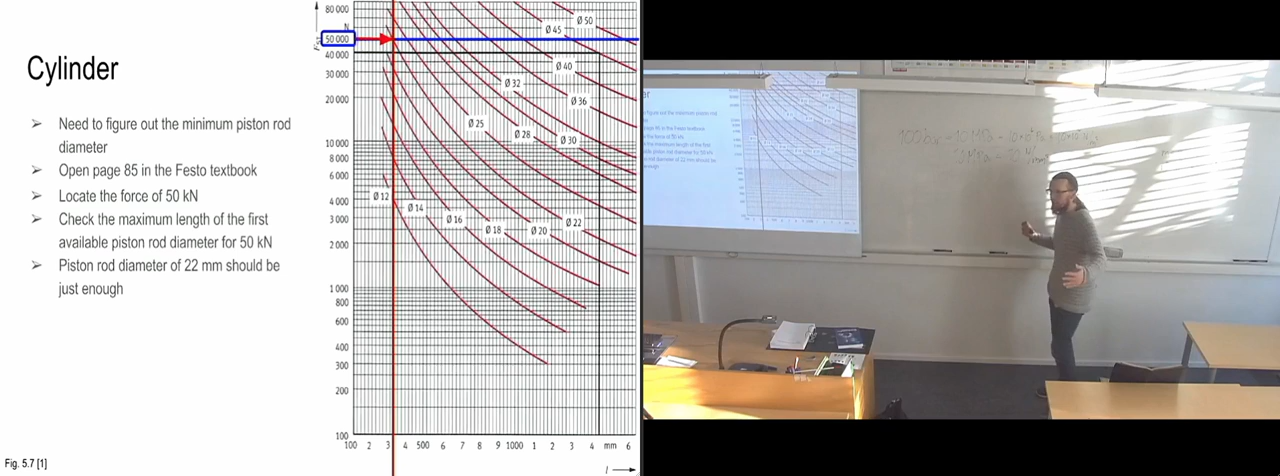 Cylinder
➢ Need to figure out the minimum piston rod
diameter
➢ Open page 85 in the Festo textbook
➢ Locate the force of 50 kN
➢ Check the maximum length of the first
available piston rod diameter for 50 kN
➢ Piston rod diameter of 22 mm should be
just enough
Fig. 5.7 [1]
80 000
N
50 000
40 000
30 000
20 000
10 000
8 000
6 000
4 000
3 000
2 000
1 000
800
600
400
300
200
100
Ø 50
Ø 45
Ø 40
Ø 36
Ø 32
Ø 30
Ø 28
Ø 25
Ø 22
Ø 20
Ø 18
Ø 16
Ø 14
Ø 12
100 2 3 4 500 6 7 8 9 1000 1 2 3 4 mm 6
l